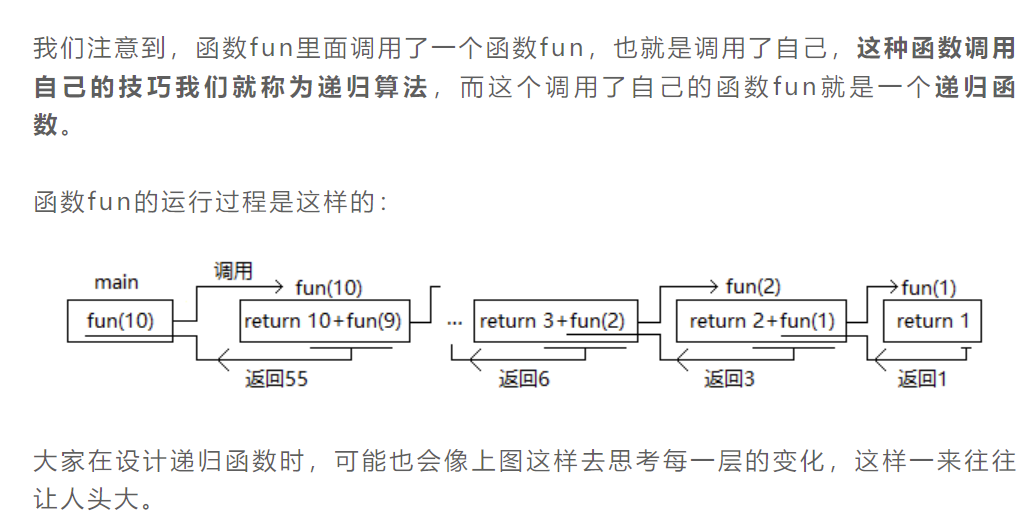 我们注意到，函数fun里面调用了一个函数fun，也就是调用了自己，这种函数调用
自己的技巧我们就称为递归算法，而这个调用了自己的函数fun就是一个递归函
数。
函数fun的运行过程是这样的：
main
调用
fun(10)
fun(2)
fun(1)
fun(10)
return 10+fun(9)
...
return 3+fun(2)
return 2+fun(1)
return 1
返回55
返回6
返回3
返回1
大家在设计递归函数时，可能也会像上图这样去思考每一层的变化，这样一来往往
让人头大。